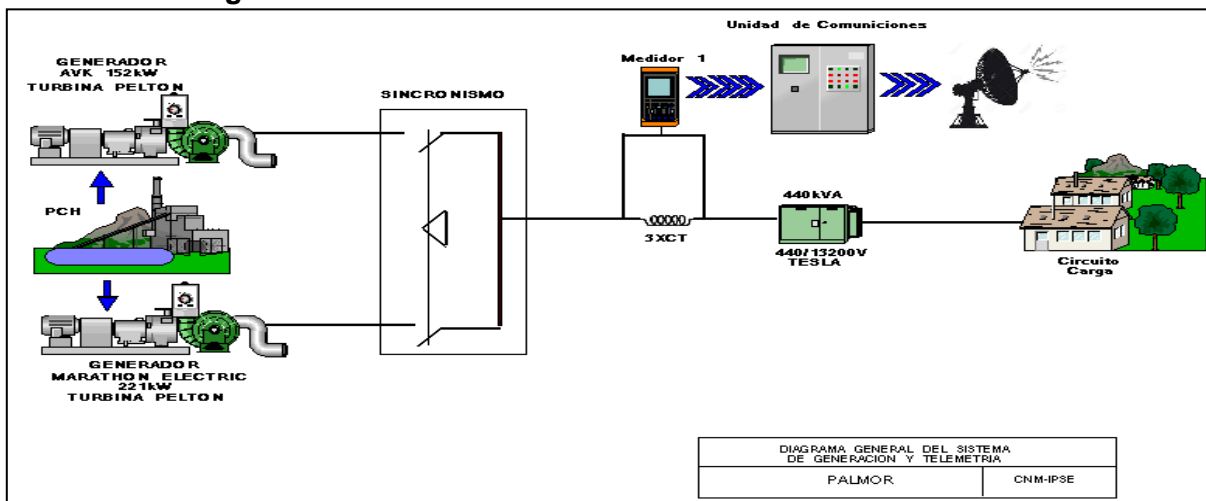 GENERADOR
AVK 152kW
TURBINA PELTON
PCH
GENERADOR
MARATHON ELECTRIC
221kW
TURBINA PELTON
SINCRONISMO
Medidor 1
Unidad de Comuniciones
3XCT
440kVA
440/13200V
TESLA
Circuito
Carga
DIAGRAMA GENERAL DEL SISTEMA
DE GENERACION Y TELEMETRIA
PALMOR
CNM-IPSE